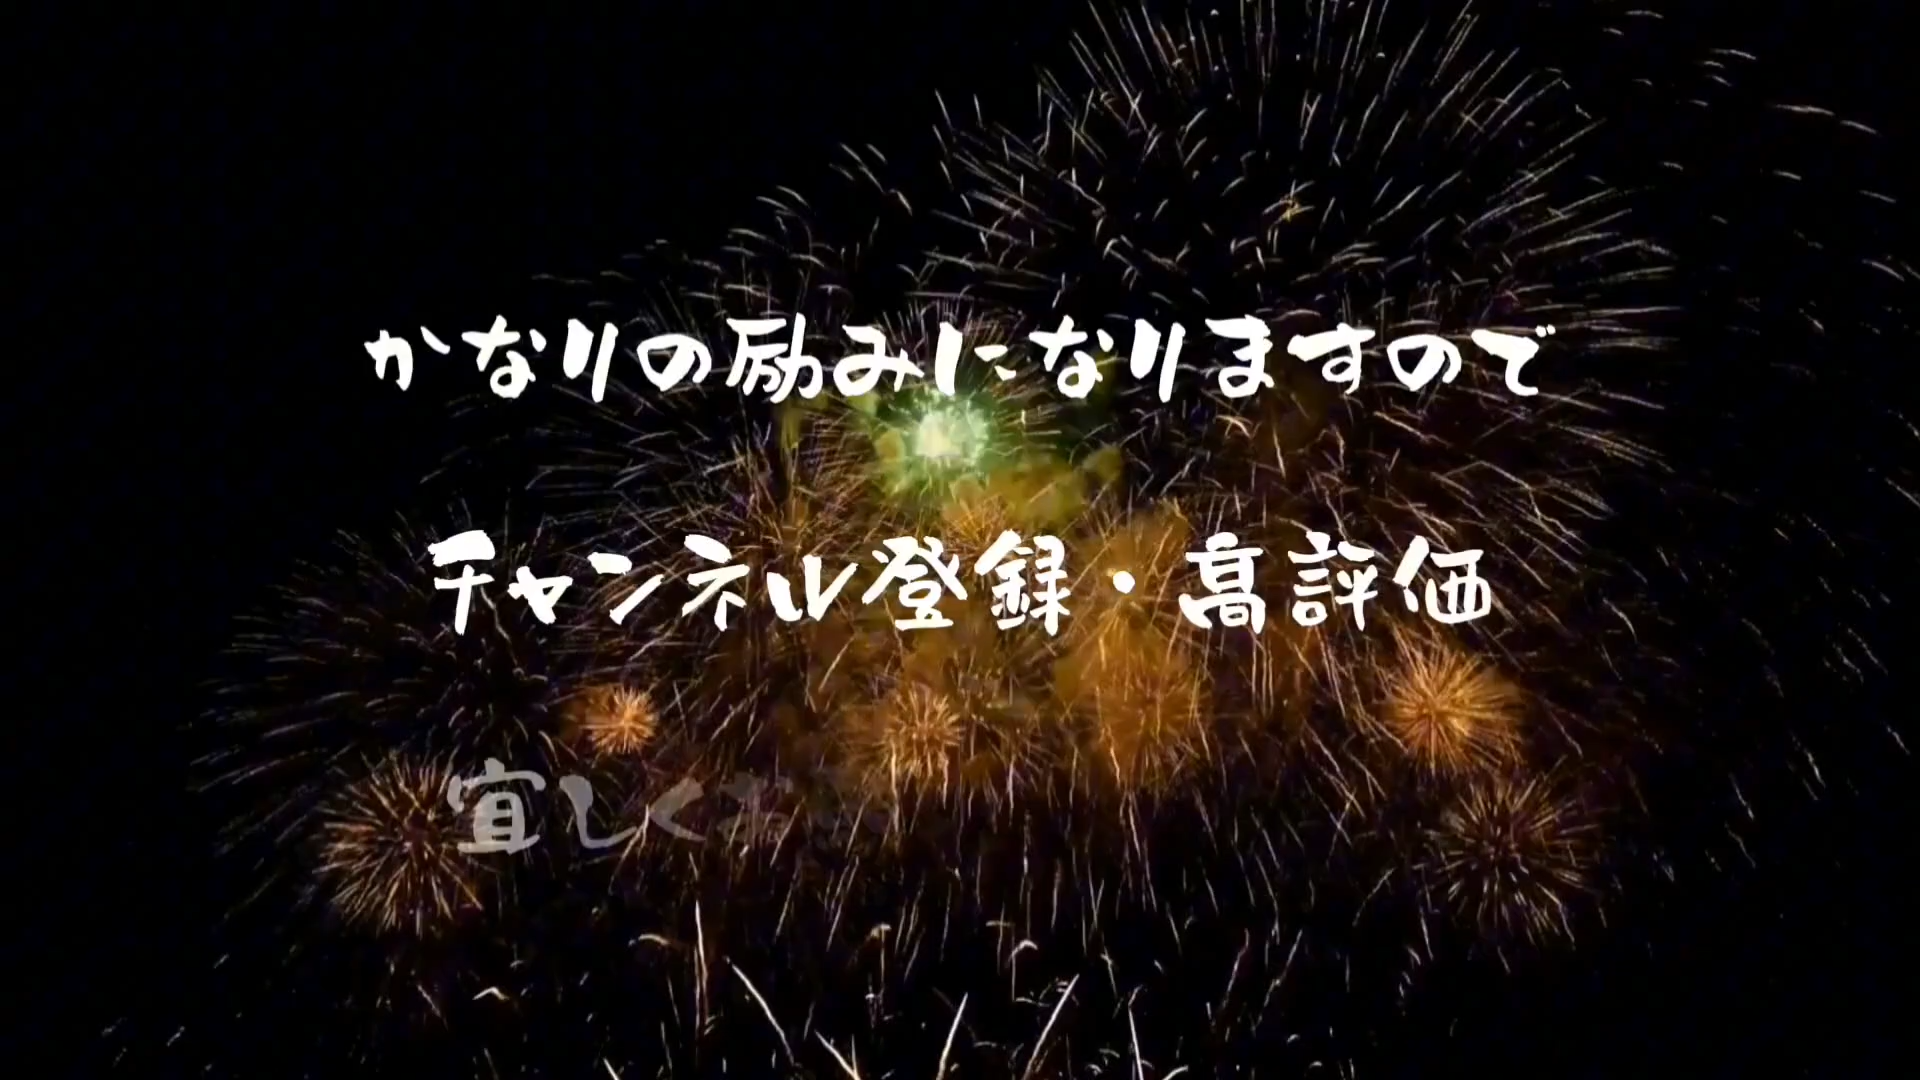 かなりの励みになりますので
チャンネル登録・高評価
宜しくお